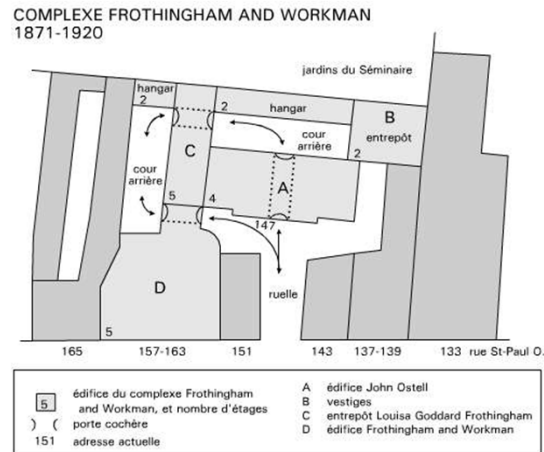 COMPLEXE FROTHINGHAM AND WORKMAN
1871-1920
jardins du Séminaire
hangar
2
2
hangar
B
entrepôt
2
cour
arrière
C
cour
arrière
A
5
4
147
D
ruelle
5
165
157-163
151
143
137-139
133 rue St-Paul O.
5
édifice du complexe Frothingham
and Workman, et nombre d'étages
) ( porte cochère
151 adresse actuelle
A édifice John Ostell
B vestiges
C entrepôt Louisa Goddard Frothingham
D édifice Frothingham and Workman